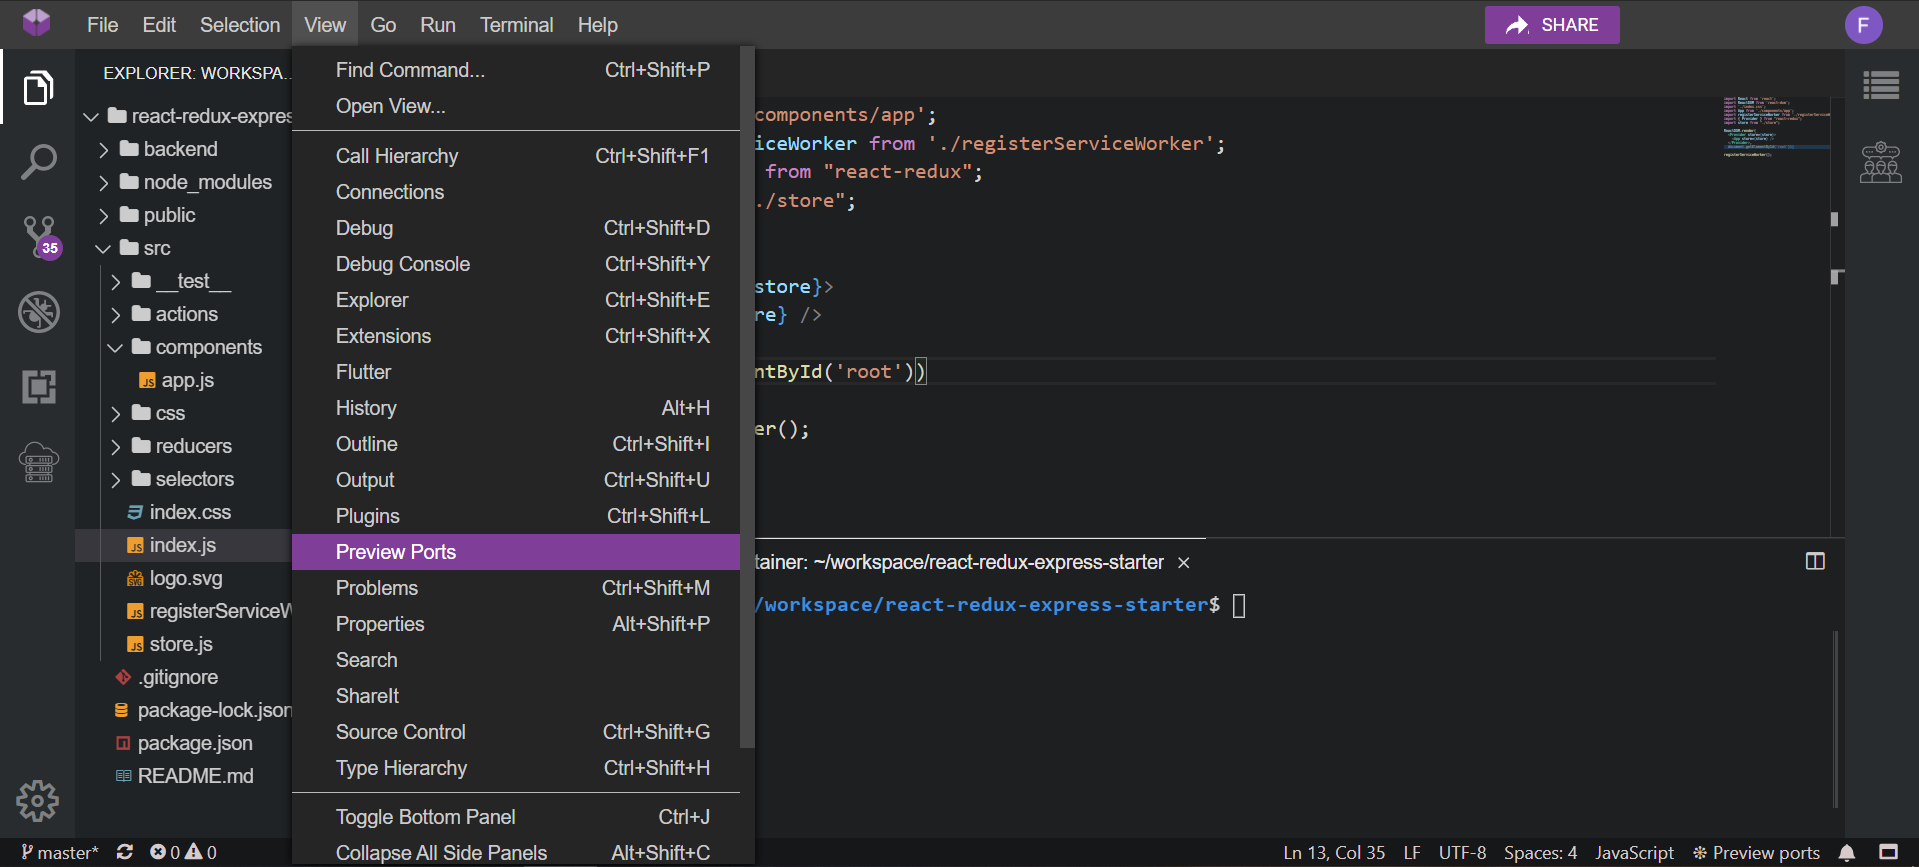 File Edit Selection View Go Run Terminal Help SHARE F
EXPLORER: WORKSPA...
react-redux-expres
backend
node_modules
public
src
__test__
actions
components
app.js
css
reducers
selectors
index.css
index.js
logo.svg
registerServiceW
store.js
.gitignore
package-lock.json
package.json
README.md
35
Find Command... Ctrl+Shift+P
Open View...
Call Hierarchy Ctrl+Shift+F1
Connections
Debug Ctrl+Shift+D
Debug Console Ctrl+Shift+Y
Explorer Ctrl+Shift+E
Extensions Ctrl+Shift+X
Flutter
History Alt+H
Outline Ctrl+Shift+I
Output Ctrl+Shift+U
Plugins Ctrl+Shift+L
Preview Ports
Problems Ctrl+Shift+M
Properties Alt+Shift+P
Search
ShareIt
Source Control Ctrl+Shift+G
Type Hierarchy Ctrl+Shift+H
Toggle Bottom Panel Ctrl+J
Collapse All Side Panels Alt+Shift+C
components/app';
iceWorker from './registerServiceWorker';
from "react-redux";
./store";
store}>
re} />
ntById('root'))
er();
tainer: ~/workspace/react-redux-express-starter ×
/workspace/react-redux-express-starter$
master* 0 0 Ln 13, Col 35 LF UTF-8 Spaces: 4 JavaScript Preview ports